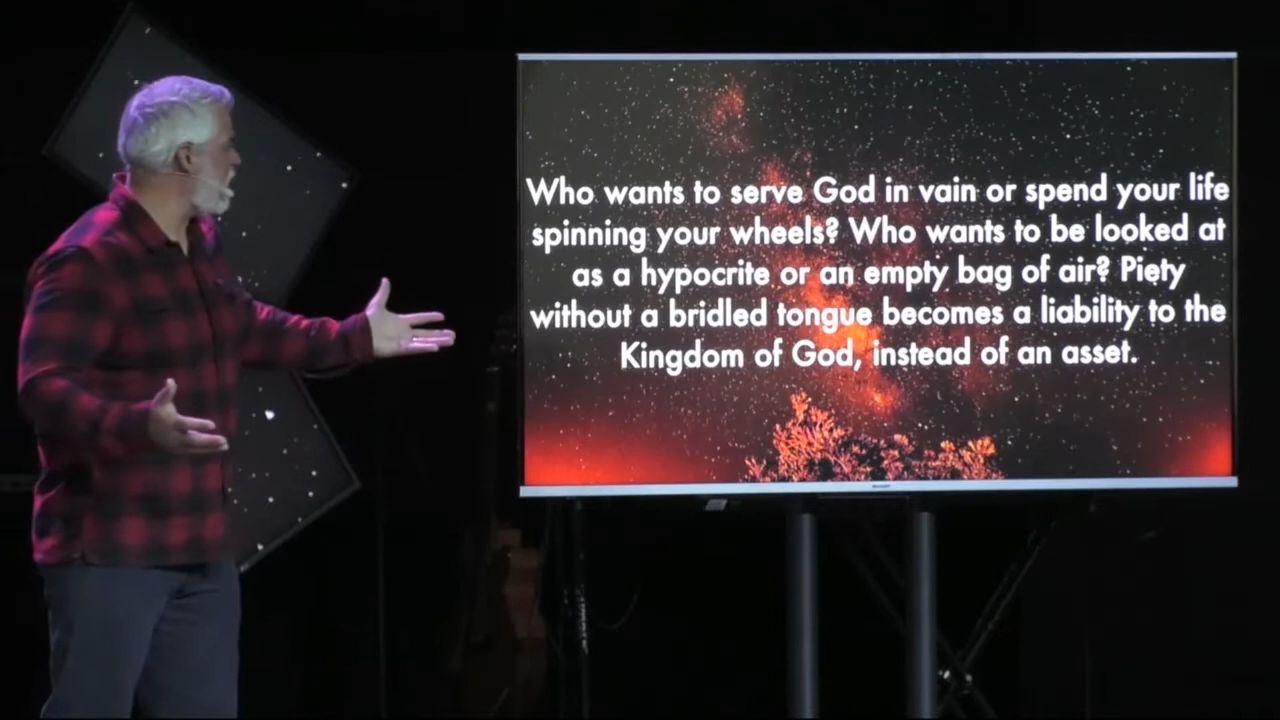 Who wants to serve God in vain or spend your life
spinning your wheels? Who wants to be looked at
as a hypocrite or an empty bag of air? Piety
without a bridled tongue becomes a liability to the
Kingdom of God, instead of an asset.